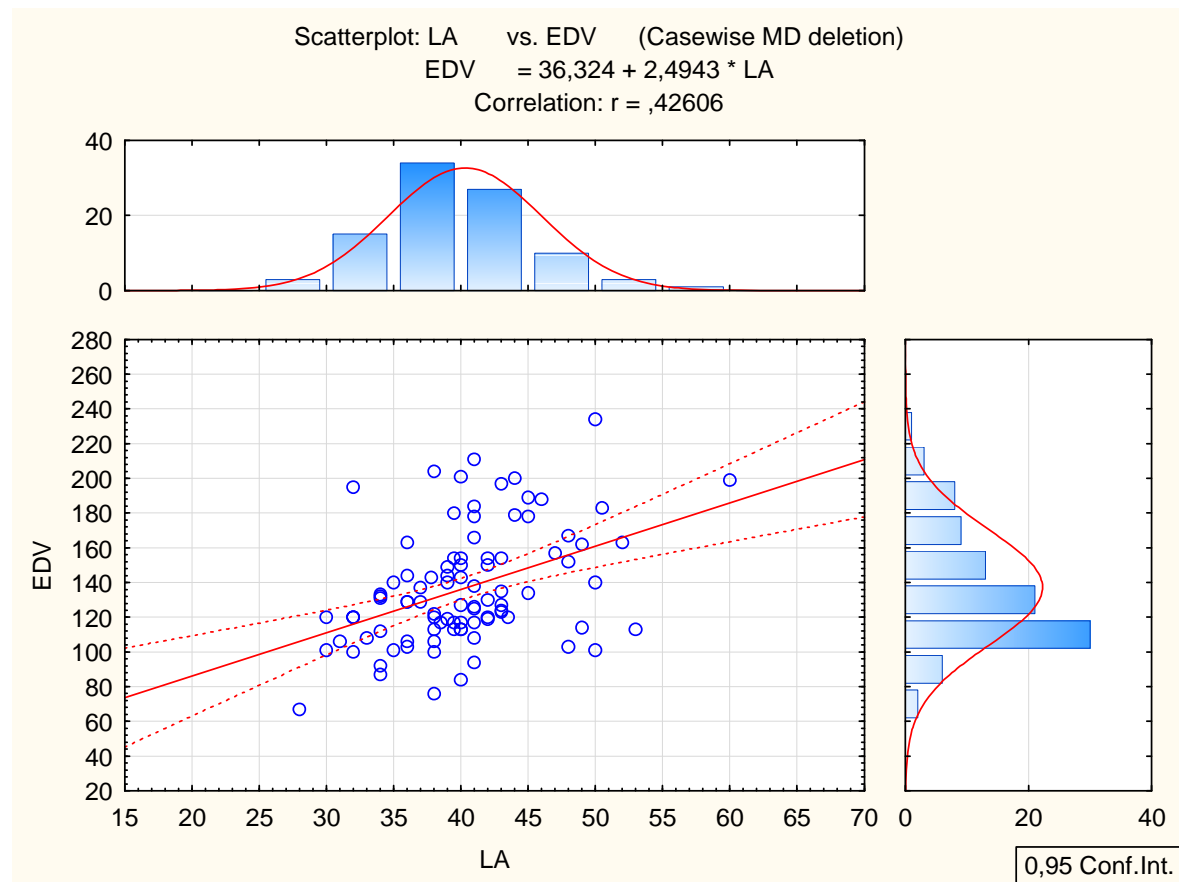 Scatterplot: LA vs. EDV (Casewise MD deletion)
EDV = 36,324 + 2,4943 * LA
Correlation: r = ,42606
40
20
0
280
260
240
220
200
180
160
140
120
100
80
60
40
20
EDV
15 20 25 30 35 40 45 50 55 60 65 70
0 20 40
LA
0,95 Conf.Int.